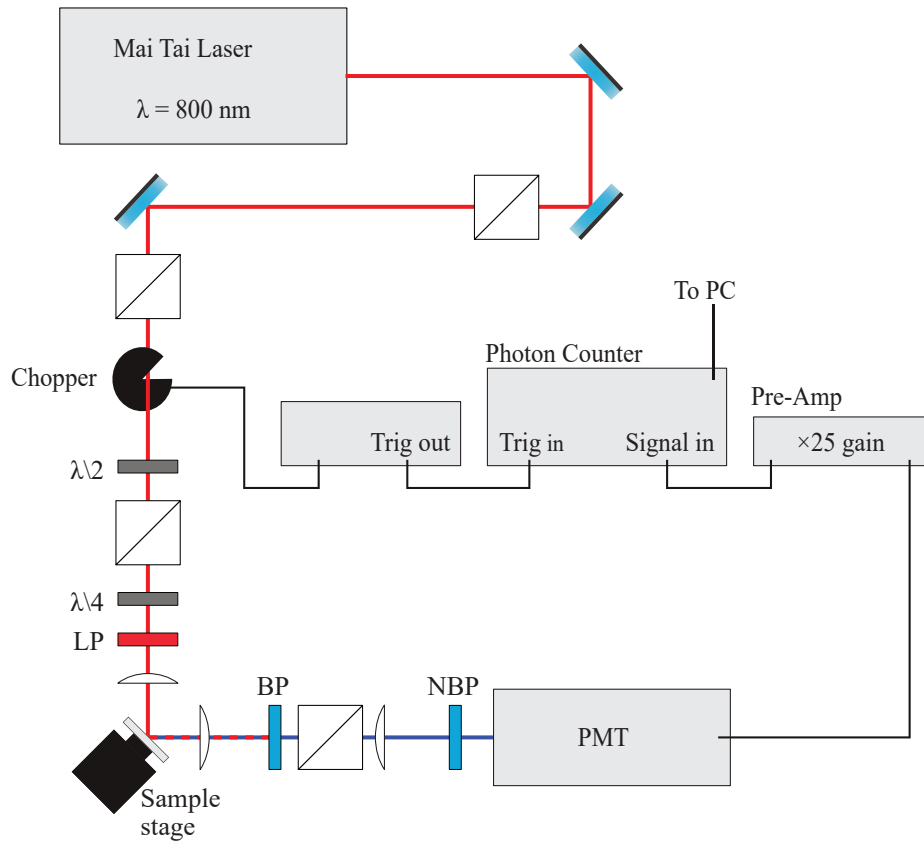 Mai Tai Laser
λ = 800 nm
To PC
Photon Counter
Chopper
Pre-Amp
Trig out
Trig in
Signal in
×25 gain
λ\2
λ\4
LP
BP
NBP
PMT
Sample
stage